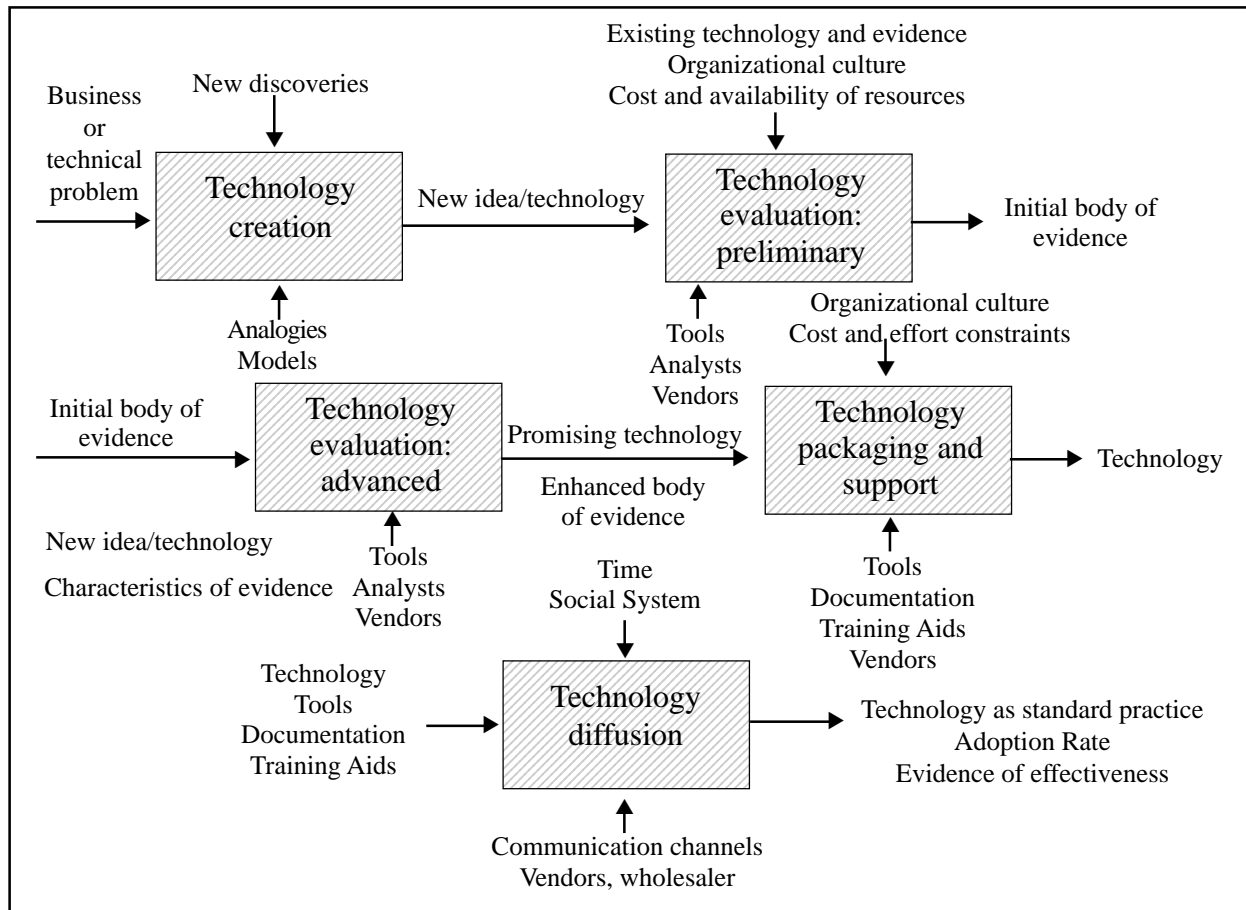 Existing technology and evidence
Organizational culture
Cost and availability of resources
New discoveries
Business
or
technical
problem
Technology
creation
New idea/technology
Technology
evaluation:
preliminary
Initial body of
evidence
Analogies
Models
Tools
Analysts
Vendors
Organizational culture
Cost and effort constraints
Initial body of
evidence
Technology
evaluation:
advanced
Promising technology
Enhanced body
of evidence
Technology
packaging and
support
Technology
New idea/technology
Characteristics of evidence
Tools
Analysts
Vendors
Time
Social System
Tools
Documentation
Training Aids
Vendors
Technology
Tools
Documentation
Training Aids
Technology
diffusion
Technology as standard practice
Adoption Rate
Evidence of effectiveness
Communication channels
Vendors, wholesaler